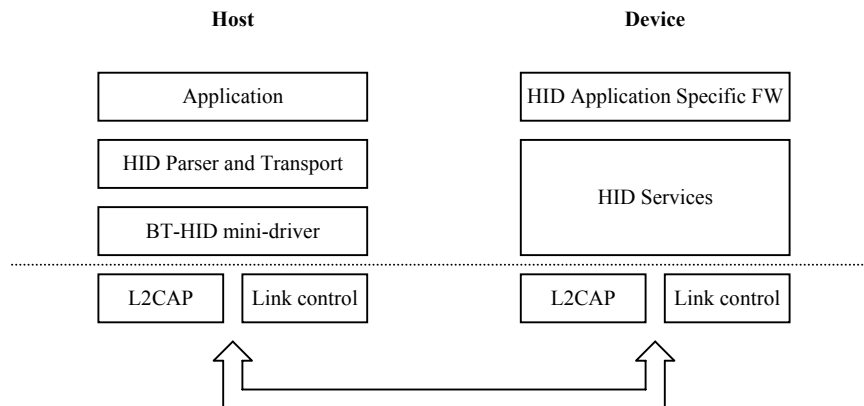 Host
Device
Application
HID Application Specific FW
HID Parser and Transport
HID Services
BT-HID mini-driver
L2CAP
Link control
L2CAP
Link control